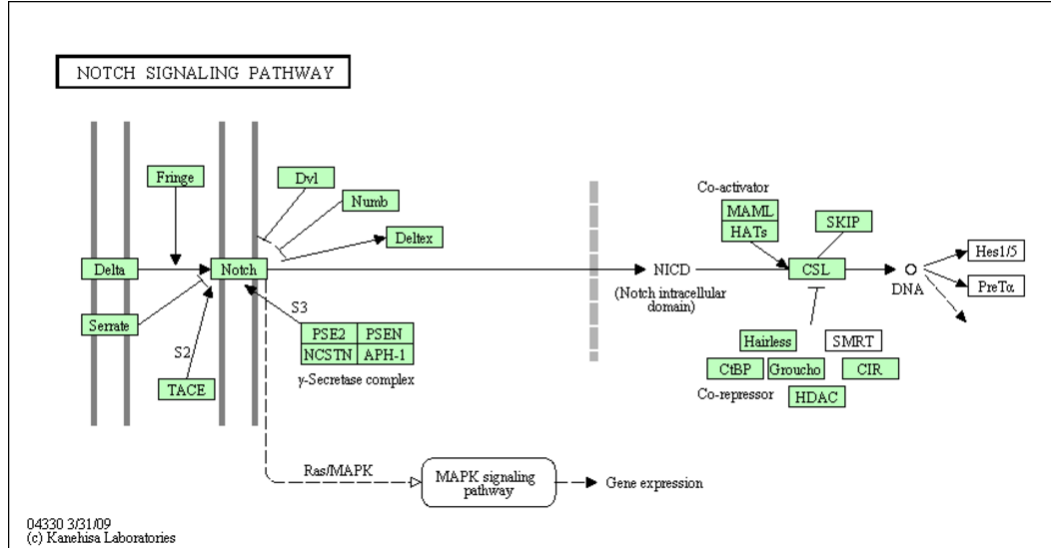 NOTCH SIGNALING PATHWAY
Fringe
Dvl
Numb
Deltex
Delta
Notch
Serrate
S2
TACE
S3
PSE2 PSEN
NCSTN APH-1
γ-Secretase complex
NICD
(Notch intracellular
domain)
Co-activator
MAML
HATs
SKIP
CSL
DNA
Hes1/5
PreTα
Hairless SMRT
CtBP Groucho CIR
Co-repressor HDAC
Ras/MAPK
MAPK signaling
pathway
Gene expression
04330 3/31/09
(c) Kanehisa Laboratories